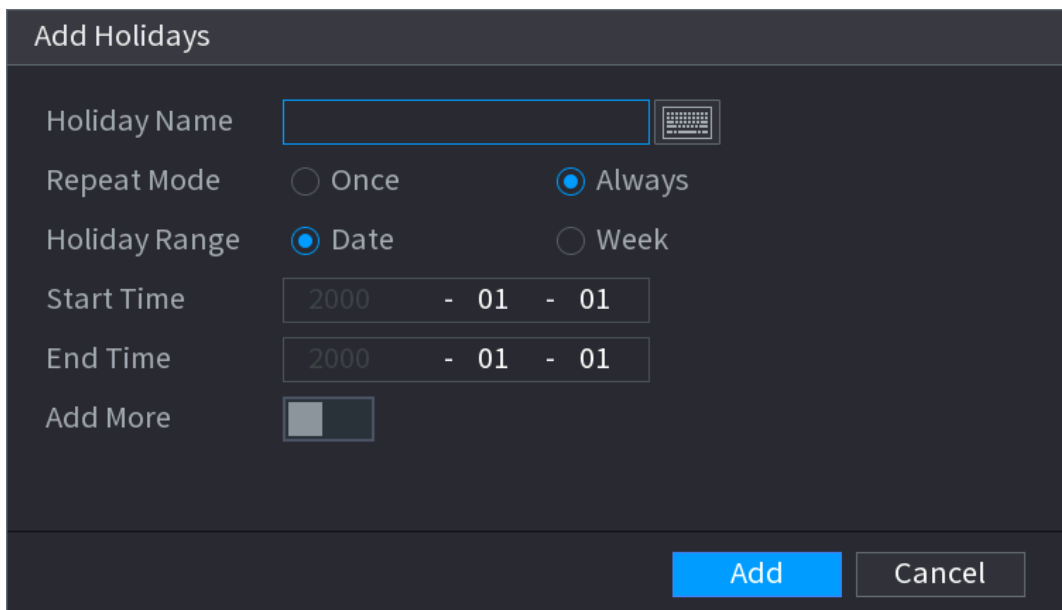 Add Holidays
Holiday Name
Repeat Mode Once Always
Holiday Range Date Week
Start Time 2000 - 01 - 01
End Time 2000 - 01 - 01
Add More
Add Cancel